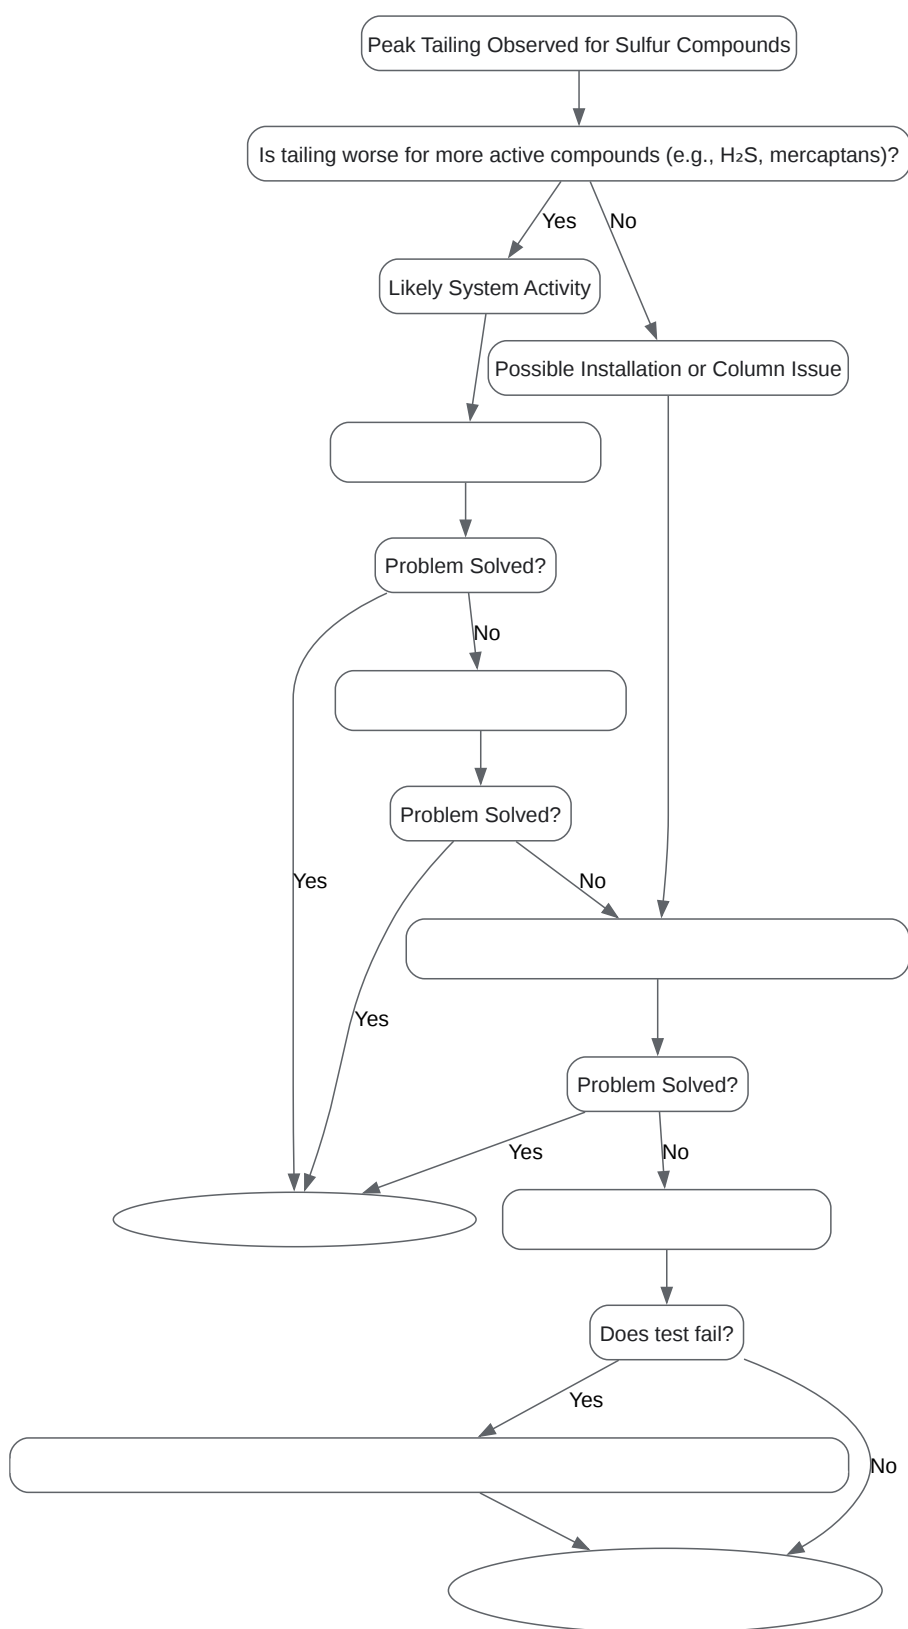 Peak Tailing Observed for Sulfur Compounds
Is tailing worse for more active compounds (e.g., H₂S, mercaptans)?
Yes
No
Likely System Activity
Possible Installation or Column Issue
Problem Solved?
No
Problem Solved?
Yes
No
Yes
Problem Solved?
Yes
No
Does test fail?
Yes
No